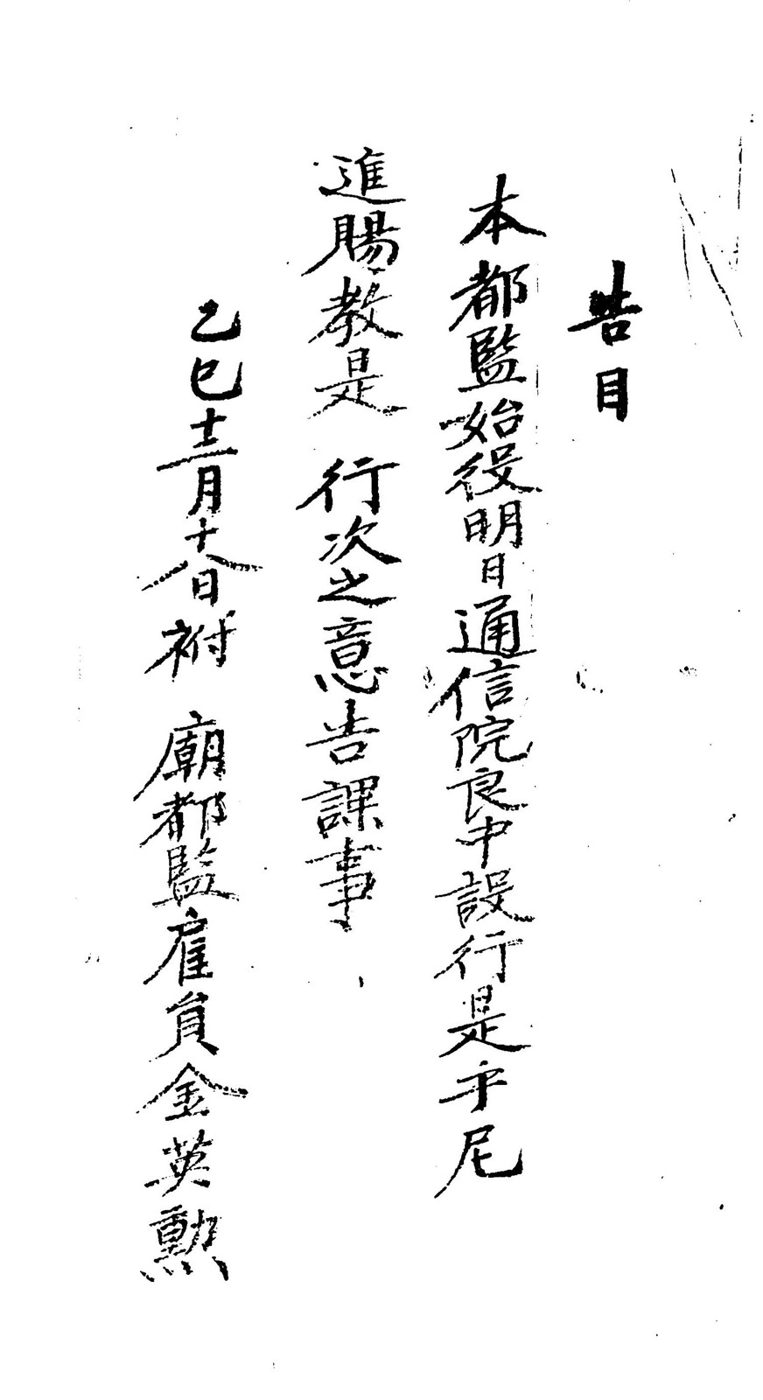 告目
本都監始役明日通信院良中設行是乎尼
進賜教是 行次之意告課事
乙巳十二月十八日祔 廟都監雇員金英勲